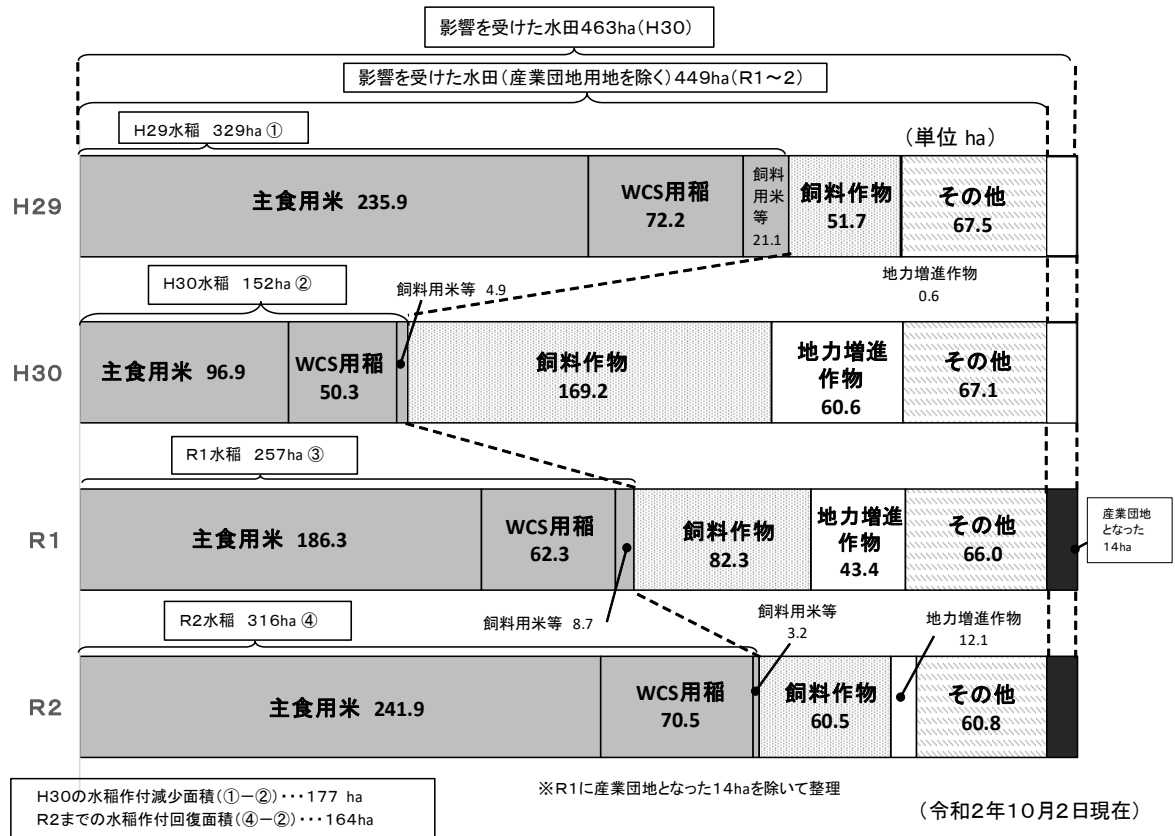 影響を受けた水田463ha(H30)
影響を受けた水田(産業団地用地を除く)449ha(R1～2)
H29水稲 329ha ①
(単位 ha)
H29
主食用米 235.9
WCS用稲
72.2
飼料
用米
等
21.1
飼料作物
51.7
その他
67.5
H30水稲 152ha ②
飼料用米等 4.9
地力増進作物
0.6
H30
主食用米 96.9
WCS用稲
50.3
飼料作物
169.2
地力増進
作物
60.6
その他
67.1
R1水稲 257ha ③
R1
主食用米 186.3
WCS用稲
62.3
飼料作物
82.3
地力増進
作物
43.4
その他
66.0
産業団地
となった
14ha
R2水稲 316ha ④
飼料用米等 8.7
飼料用米等
3.2
地力増進作物
12.1
R2
主食用米 241.9
WCS用稲
70.5
飼料作物
60.5
その他
60.8
H30の水稲作付減少面積(①－②)･･･177 ha
R2までの水稲作付回復面積(④－②)･･･164ha
※R1に産業団地となった14haを除いて整理
(令和2年10月2日現在)